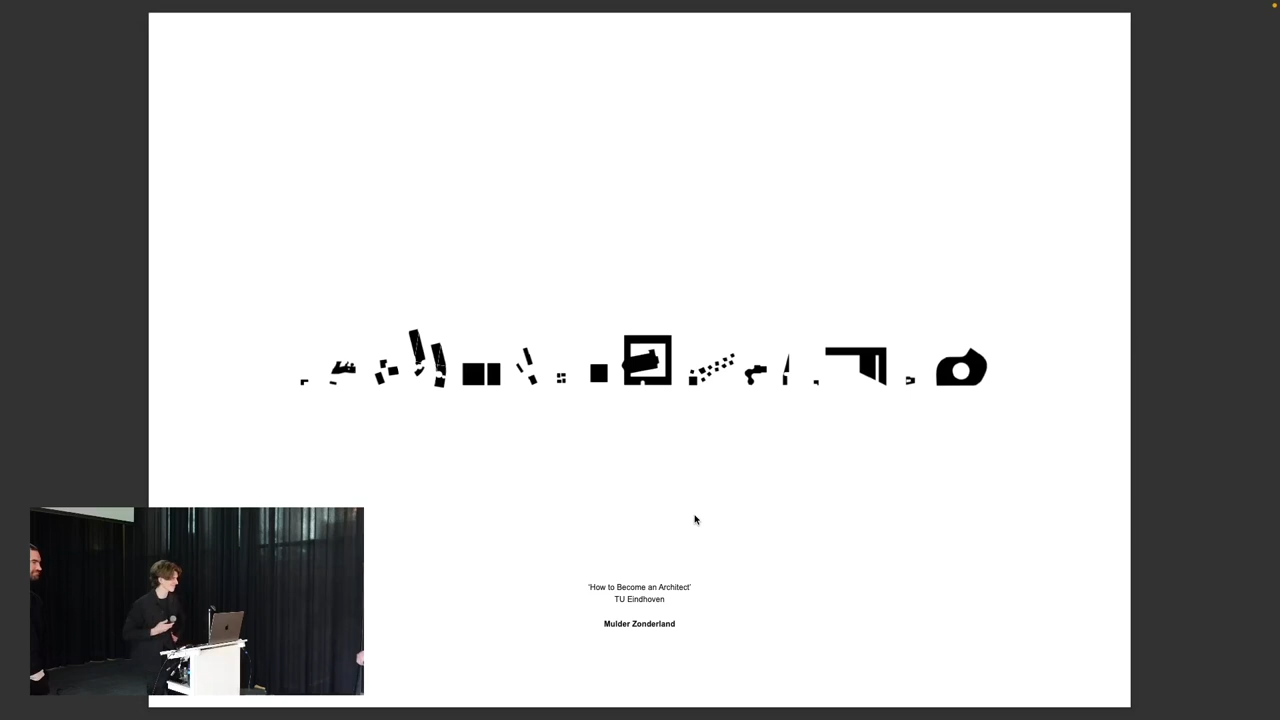 ‘How to Become an Architect’
TU Eindhoven
Mulder Zonderland